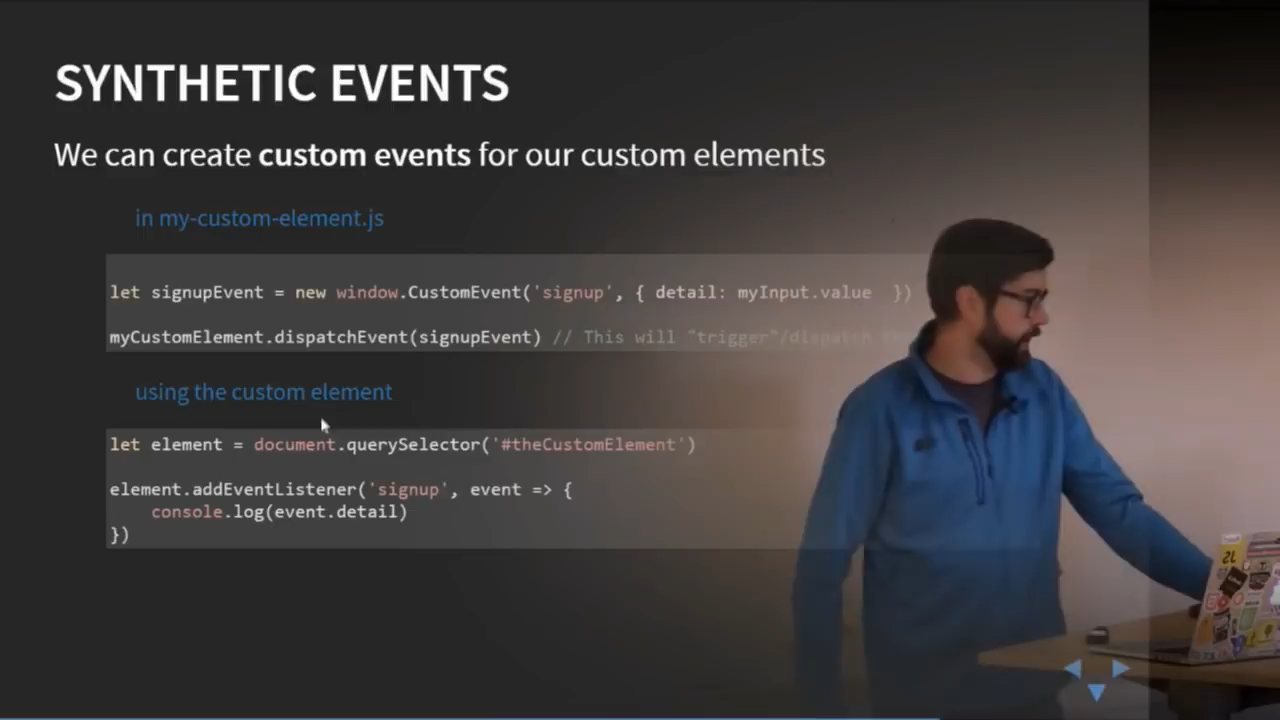 SYNTHETIC EVENTS
We can create custom events for our custom elements
in my-custom-element.js
let signupEvent = new window.CustomEvent('signup', { detail: myInput.value  })
myCustomElement.dispatchEvent(signupEvent) // This will "trigger"/dispatch
using the custom element
let element = document.querySelector('#theCustomElement')
element.addEventListener('signup', event => {
    console.log(event.detail)
})